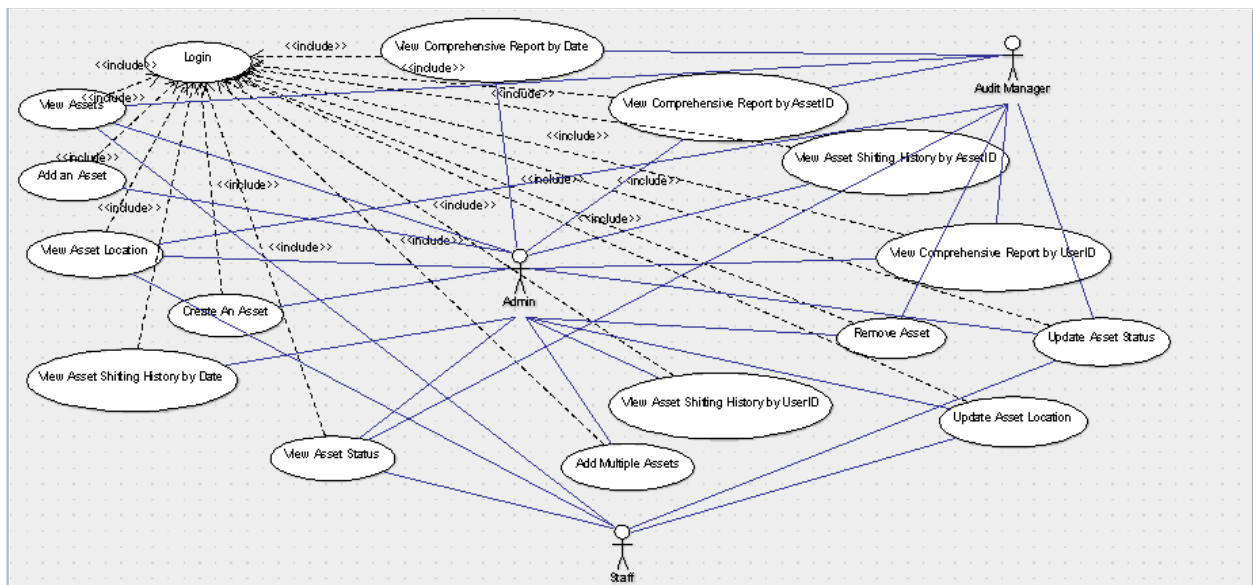 Login
<<include>>
View Comprehensive Report by Date
<<include>>
<<include>>
Audit Manager
View Assets
<<include>>
<<include>>
View Comprehensive Report by AssetID
<<include>>
<<include>>
View Asset Shifting History by AssetID
Add an Asset
<<include>>
<<include>>
<<include>>
<<include>>
<<include>>
<<include>>
<<include>>
View Asset Location
<<include>>
<<include>>
View Comprehensive Report by UserID
Create An Asset
Admin
Remove Asset
Update Asset Status
View Asset Shifting History by Date
View Asset Shifting History by UserID
Update Asset Location
View Asset Status
Add Multiple Assets
Staff